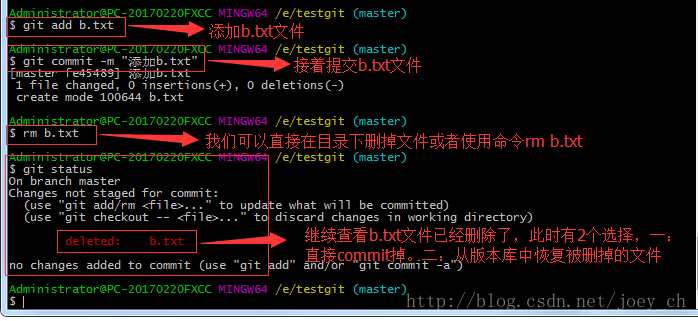 Administrator@PC-20170220FXCC MINGW64 /e/testgit (master)
$ git add b.txt
添加b.txt文件
Administrator@PC-20170220FXCC MINGW64 /e/testgit (master)
$ git commit -m "添加b.txt"
接着提交b.txt文件
[master fe45489] 添加b.txt
1 file changed, 0 insertions(+), 0 deletions(-)
create mode 100644 b.txt
Administrator@PC-20170220FXCC MINGW64 /e/testgit (master)
$ rm b.txt
我们可以直接在目录下删掉文件或者使用命令rm b.txt
Administrator@PC-20170220FXCC MINGW64 /e/testgit (master)
$ git status
On branch master
Changes not staged for commit:
(use "git add/rm <file>..." to update what will be committed)
(use "git checkout -- <file>..." to discard changes in working directory)
deleted: b.txt
继续查看b.txt文件已经删除了，此时有2个选择，一：
直接commit掉。二：从版本库中恢复被删掉的文件
no changes added to commit (use "git add" and/or "git commit -a")
Administrator@PC-20170220FXCC MINGW64 /e/testgit (master)
$
http://blog.csdn.net/joey_ch